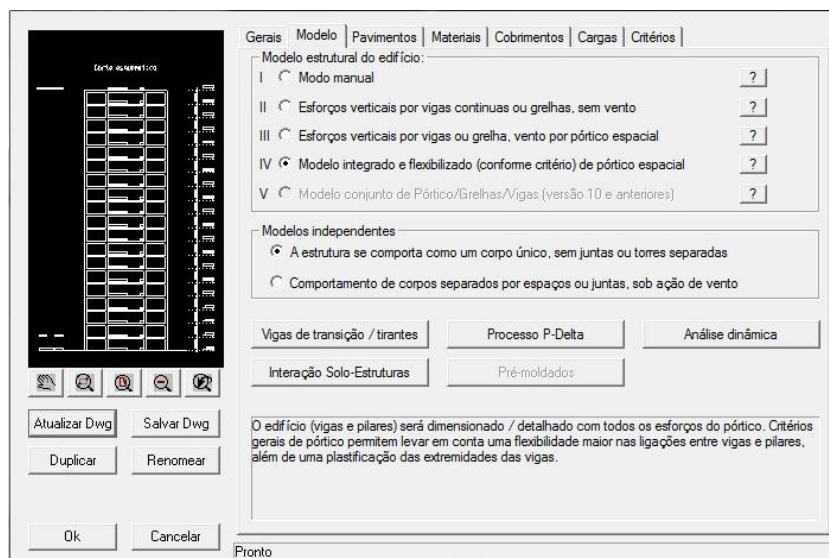 Corte esquemático
Gerais Modelo Pavimentos Materiais Cobrimentos Cargas Critérios
Modelo estrutural do edifício:
I Modo manual ?
II Esforços verticais por vigas continuas ou grelhas, sem vento ?
III Esforços verticais por vigas ou grelha, vento por pórtico espacial ?
IV Modelo integrado e flexibilizado (conforme critério) de pórtico espacial ?
V Modelo conjunto de Pórtico/Grelhas/Vigas (versão 10 e anteriores) ?
Modelos independentes
A estrutura se comporta como um corpo único, sem juntas ou torres separadas
Comportamento de corpos separados por espaços ou juntas, sob ação de vento
Vigas de transição / tirantes Processo P-Delta Análise dinâmica
Interação Solo-Estruturas Pré-moldados
Atualizar Dwg Salvar Dwg
Duplicar Renomear
O edifício (vigas e pilares) será dimensionado / detalhado com todos os esforços do pórtico. Critérios
gerais de pórtico permitem levar em conta uma flexibilidade maior nas ligações entre vigas e pilares,
além de uma plastificação das extremidades das vigas.
Ok Cancelar
Pronto